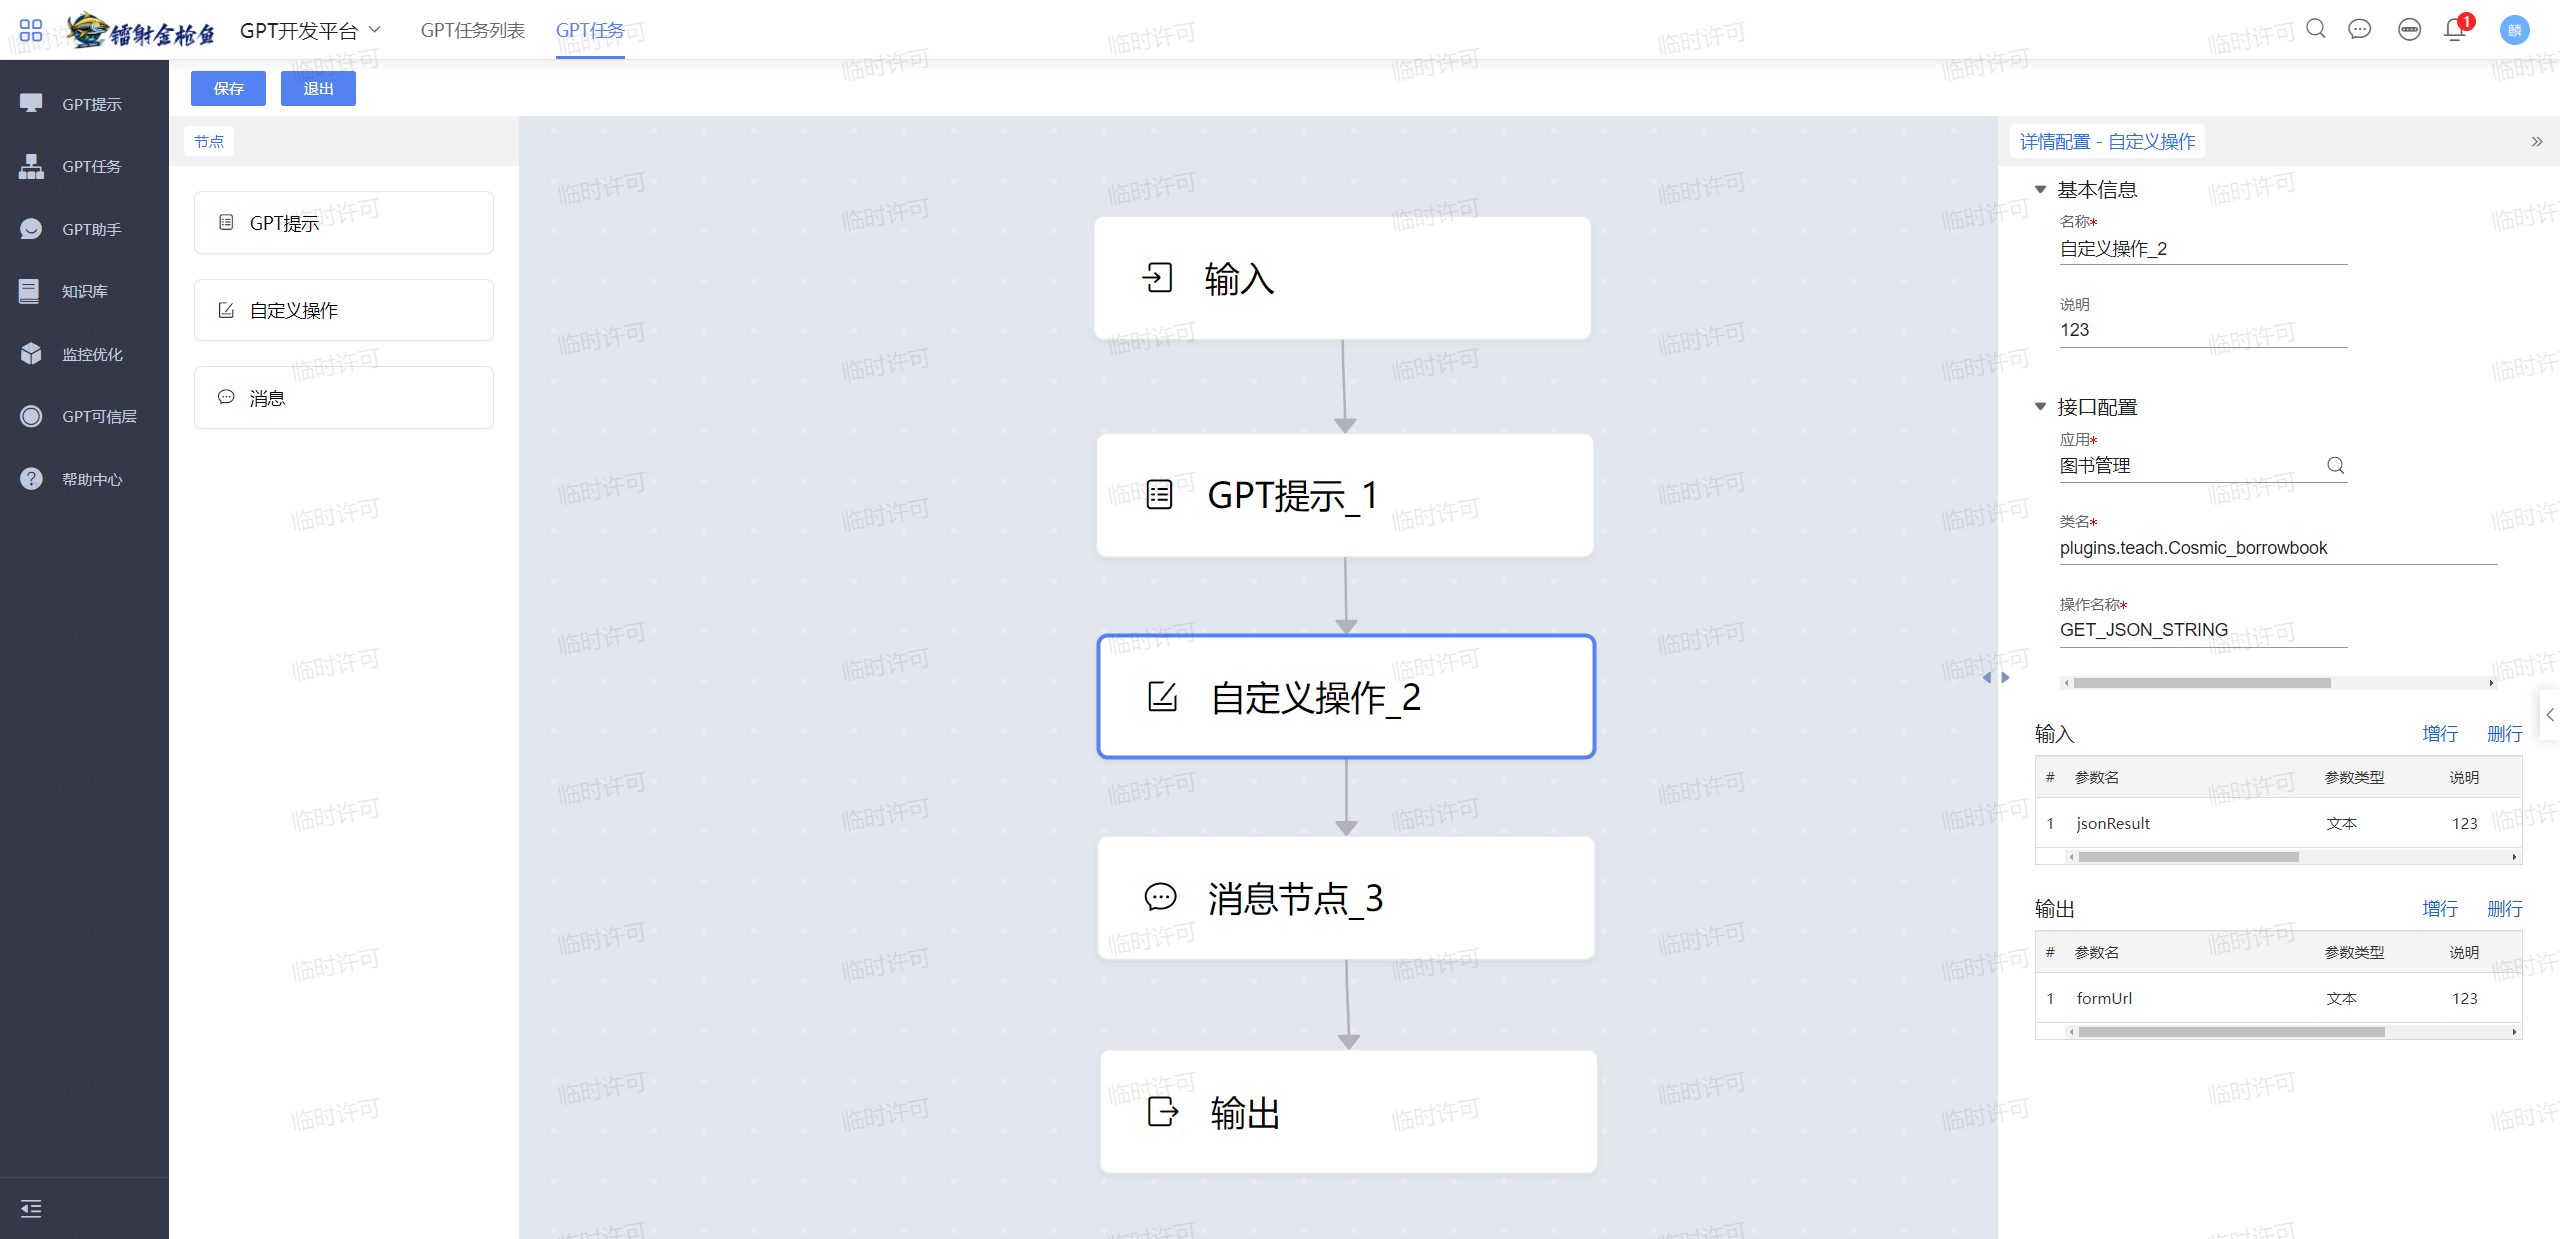 镭射金枪鱼
GPT开发平台
GPT任务列表
GPT任务
1
麟
GPT提示
GPT任务
GPT助手
知识库
监控优化
GPT可信层
帮助中心
保存
退出
节点
GPT提示
自定义操作
消息
输入
GPT提示_1
自定义操作_2
消息节点_3
输出
详情配置 - 自定义操作
基本信息
名称*
自定义操作_2
说明
123
接口配置
应用*
图书管理
类名*
plugins.teach.Cosmic_borrowbook
操作名称*
GET_JSON_STRING
输入 增行 删行
# 参数名 参数类型 说明
1 jsonResult 文本 123
输出 增行 删行
# 参数名 参数类型 说明
1 formUrl 文本 123
临时许可